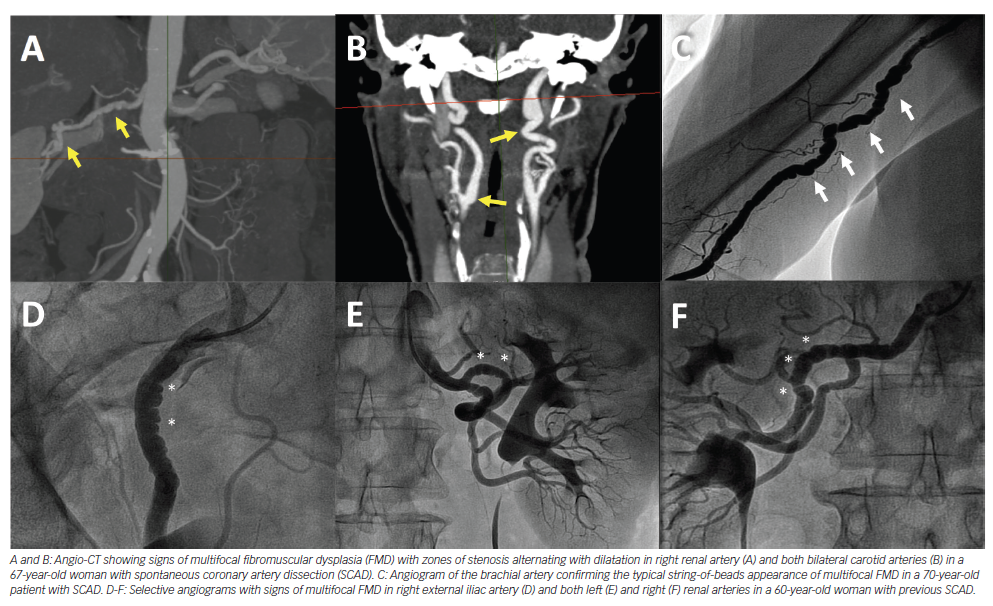 A
B
C
D
E
F
*
*
*
*
*
*
*
A and B: Angio-CT showing signs of multifocal fibromuscular dysplasia (FMD) with zones of stenosis alternating with dilatation in right renal artery (A) and both bilateral carotid arteries (B) in a
67-year-old woman with spontaneous coronary artery dissection (SCAD). C: Angiogram of the brachial artery confirming the typical string-of-beads appearance of multifocal FMD in a 70-year-old
patient with SCAD. D-F: Selective angiograms with signs of multifocal FMD in right external iliac artery (D) and both left (E) and right (F) renal arteries in a 60-year-old woman with previous SCAD.